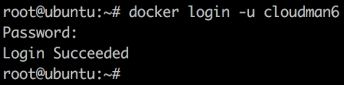 root@ubuntu:~# docker login -u cloudman6
Password:
Login Succeeded
root@ubuntu:~#